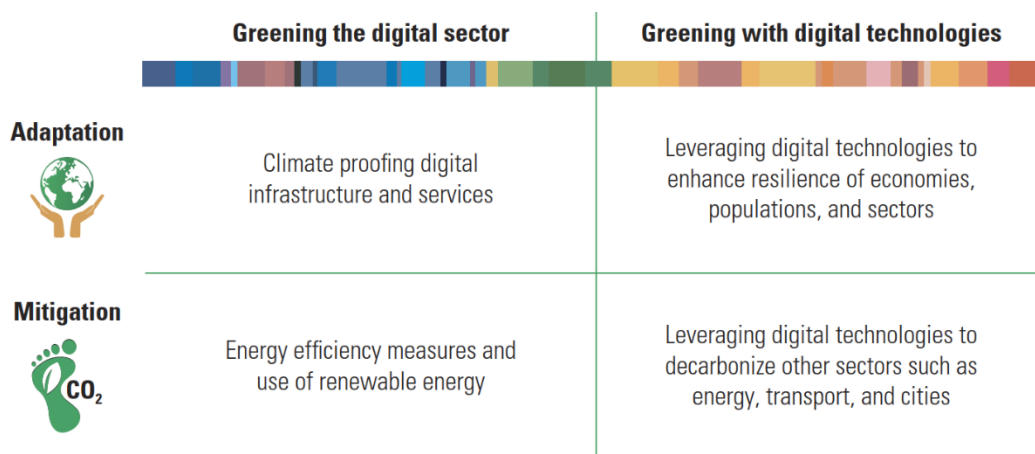 Greening the digital sector
Greening with digital technologies
Adaptation
Climate proofing digital
infrastructure and services
Leveraging digital technologies to
enhance resilience of economies,
populations, and sectors
Mitigation
CO₂
Energy efficiency measures and
use of renewable energy
Leveraging digital technologies to
decarbonize other sectors such as
energy, transport, and cities